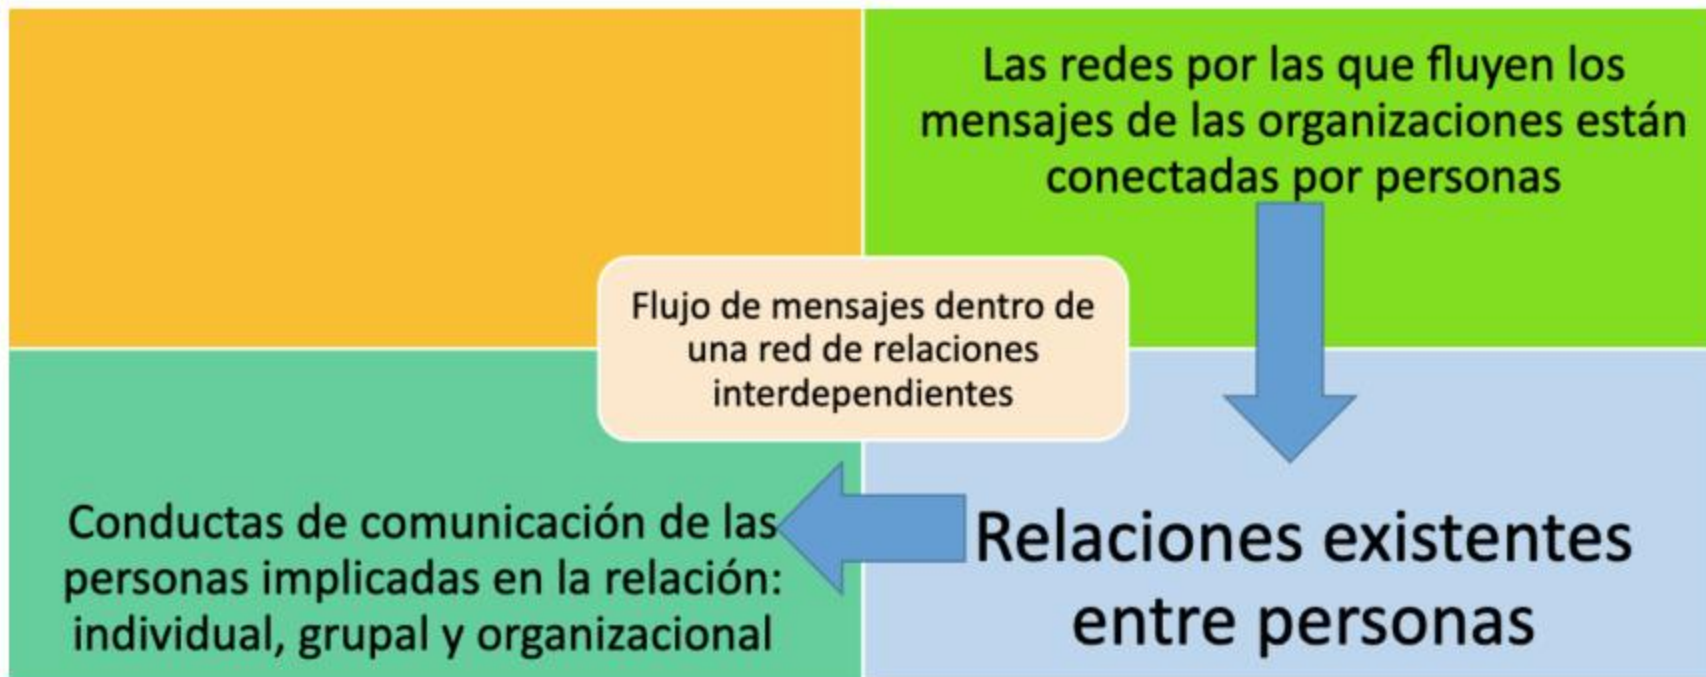 Las redes por las que fluyen los
mensajes de las organizaciones están
conectadas por personas
Flujo de mensajes dentro de
una red de relaciones
interdependientes
Relaciones existentes
entre personas
Conductas de comunicación de las
personas implicadas en la relación:
individual, grupal y organizacional